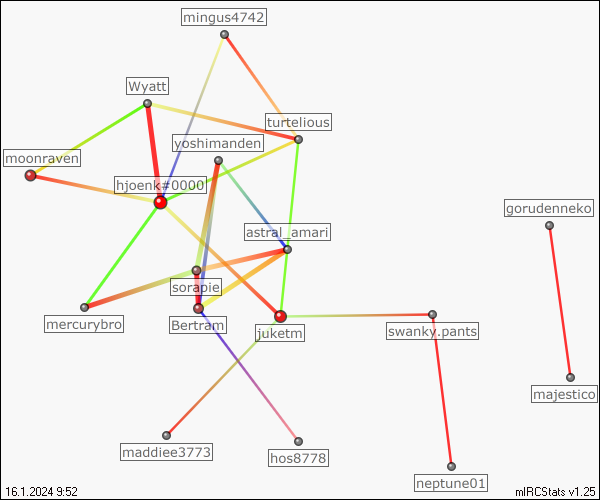 mingus4742
Wyatt
turtelious
yoshimanden
moonraven
hjoenk#0000
gorudenneko
astral_amari
sorapie
mercurybro
Bertram
juketm
swanky.pants
majestico
maddiee3773
hos8778
neptune01
16.1.2024 9:52
mIRCStats v1.25